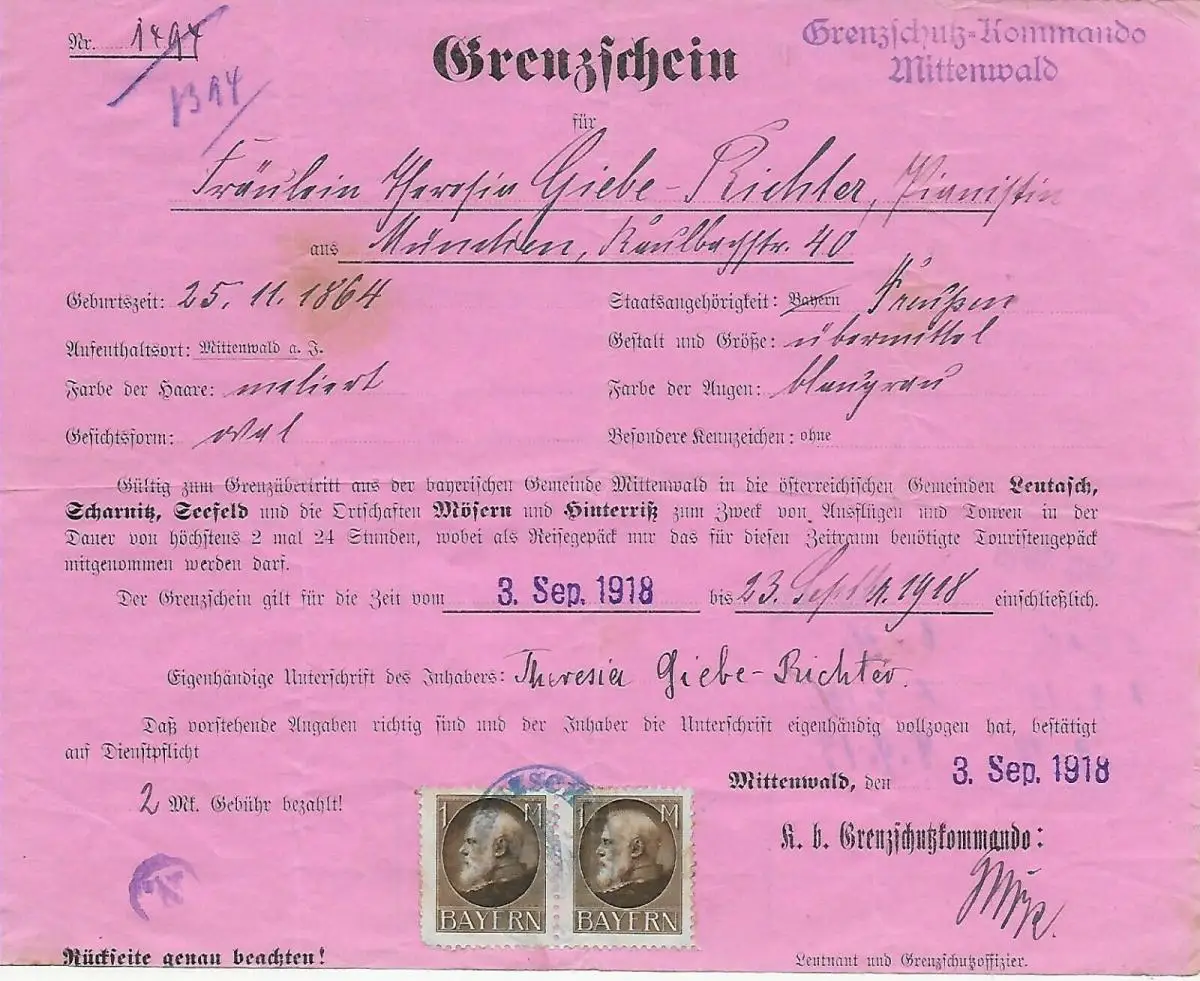 Nr. 1494
1394
Grenzschutz-Kommando
Mittenwald
Grenzschein
für
Fräulein Theresia Giebe-Richter, Pianistin
aus München, Kaulbachstr. 40
Geburtszeit: 25. 11. 1864
Staatsangehörigkeit: Bayern Preußen
Aufenthaltsort: Mittenwald a. J.
Gestalt und Größe: übermittel
Farbe der Haare: meliert
Farbe der Augen: blaugrau
Gesichtsform: oval
Besondere Kennzeichen: ohne
Gültig zum Grenzübertritt aus der bayerischen Gemeinde Mittenwald in die österreichischen Gemeinden Leutasch,
Scharnitz, Seefeld und die Ortschaften Mösern und Hinterriß zum Zweck von Ausflügen und Touren in der
Dauer von höchstens 2 mal 24 Stunden, wobei als Reisegepäck nur das für diesen Zeitraum benötigte Touristengepäck
mitgenommen werden darf.
Der Grenzschein gilt für die Zeit vom 3. Sep. 1918 bis 23. Septbr. 1918 einschließlich.
Eigenhändige Unterschrift des Inhabers: Theresia Giebe-Richter.
Daß vorstehende Angaben richtig sind und der Inhaber die Unterschrift eigenhändig vollzogen hat, bestätigt
auf Dienstpflicht
Mittenwald, den 3. Sep. 1918
2 Mk. Gebühr bezahlt!
K. b. Grenzschutzkommando:
1 M 1 M
BAYERN BAYERN
Rückseite genau beachten!
Leutnant und Grenzschutzoffizier.